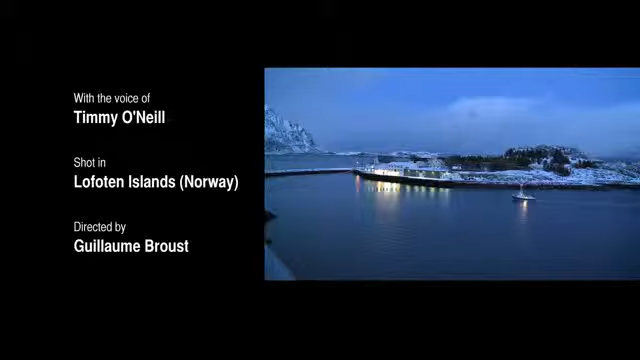 With the voice of
Timmy O'Neill
Shot in
Lofoten Islands (Norway)
Directed by
Guillaume Broust